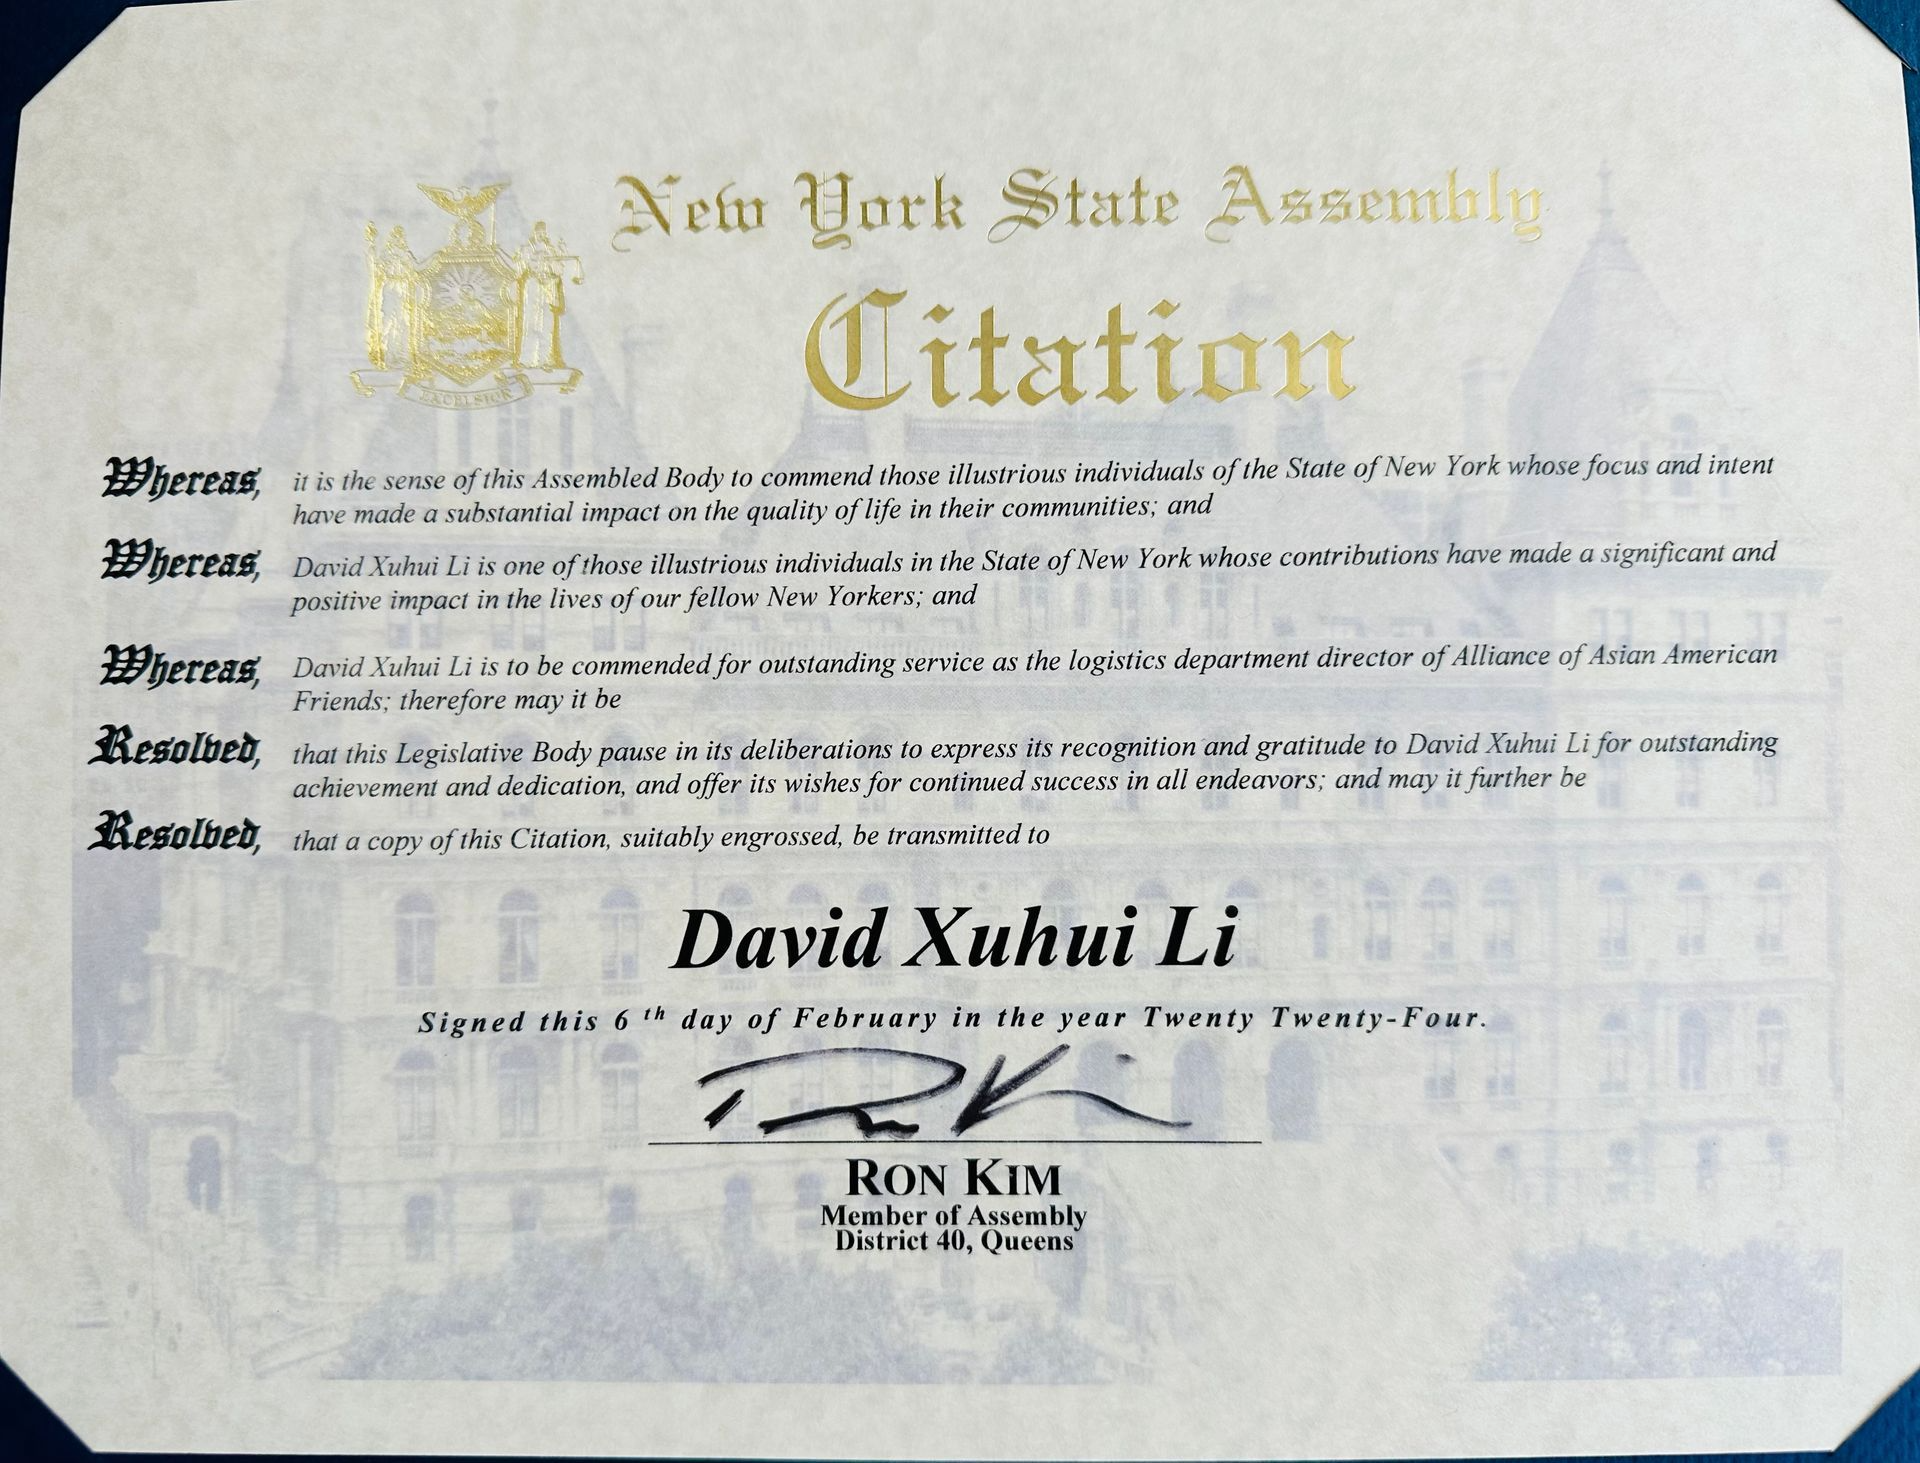 New York State Assembly
Citation
EXCELSIOR
Whereas, it is the sense of this Assembled Body to commend those illustrious individuals of the State of New York whose focus and intent
have made a substantial impact on the quality of life in their communities; and
Whereas, David Xuhui Li is one of those illustrious individuals in the State of New York whose contributions have made a significant and
positive impact in the lives of our fellow New Yorkers; and
Whereas, David Xuhui Li is to be commended for outstanding service as the logistics department director of Alliance of Asian American
Friends; therefore may it be
Resolved, that this Legislative Body pause in its deliberations to express its recognition and gratitude to David Xuhui Li for outstanding
achievement and dedication, and offer its wishes for continued success in all endeavors; and may it further be
Resolved, that a copy of this Citation, suitably engrossed, be transmitted to
David Xuhui Li
Signed this 6 th day of February in the year Twenty Twenty-Four.
Ron Kim
RON KIM
Member of Assembly
District 40, Queens